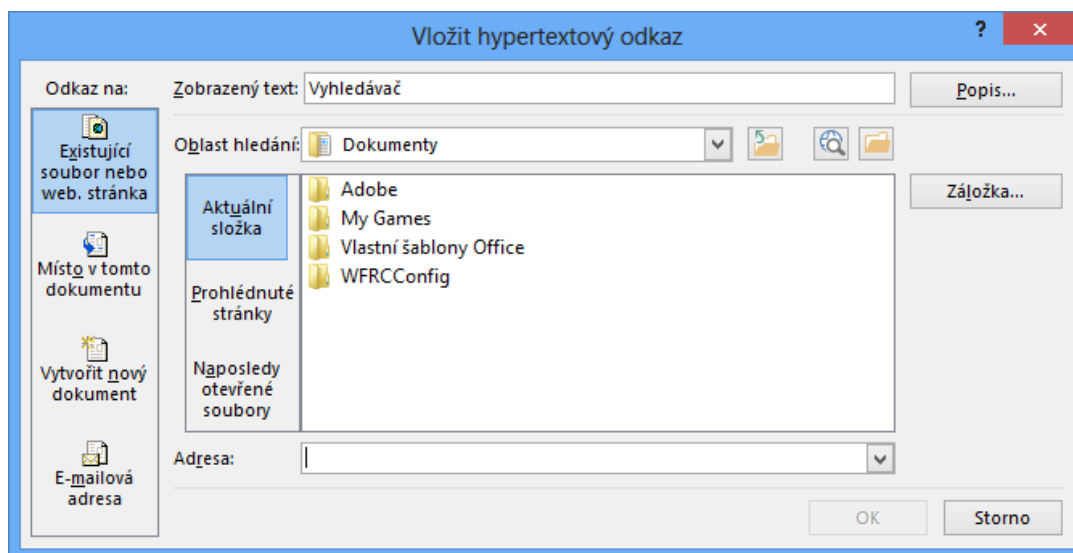 Vložit hypertextový odkaz
?
Odkaz na:
Zobrazený text:
Vyhledávač
Popis...
Existující
soubor nebo
web. stránka
Oblast hledání:
Dokumenty
Aktuální
složka
Adobe
My Games
Vlastní šablony Office
WFRCConfig
Záložka...
Místo v tomto
dokumentu
Prohlédnuté
stránky
Vytvořit nový
dokument
Naposledy
otevřené
soubory
E-mailová
adresa
Adresa:
OK
Storno